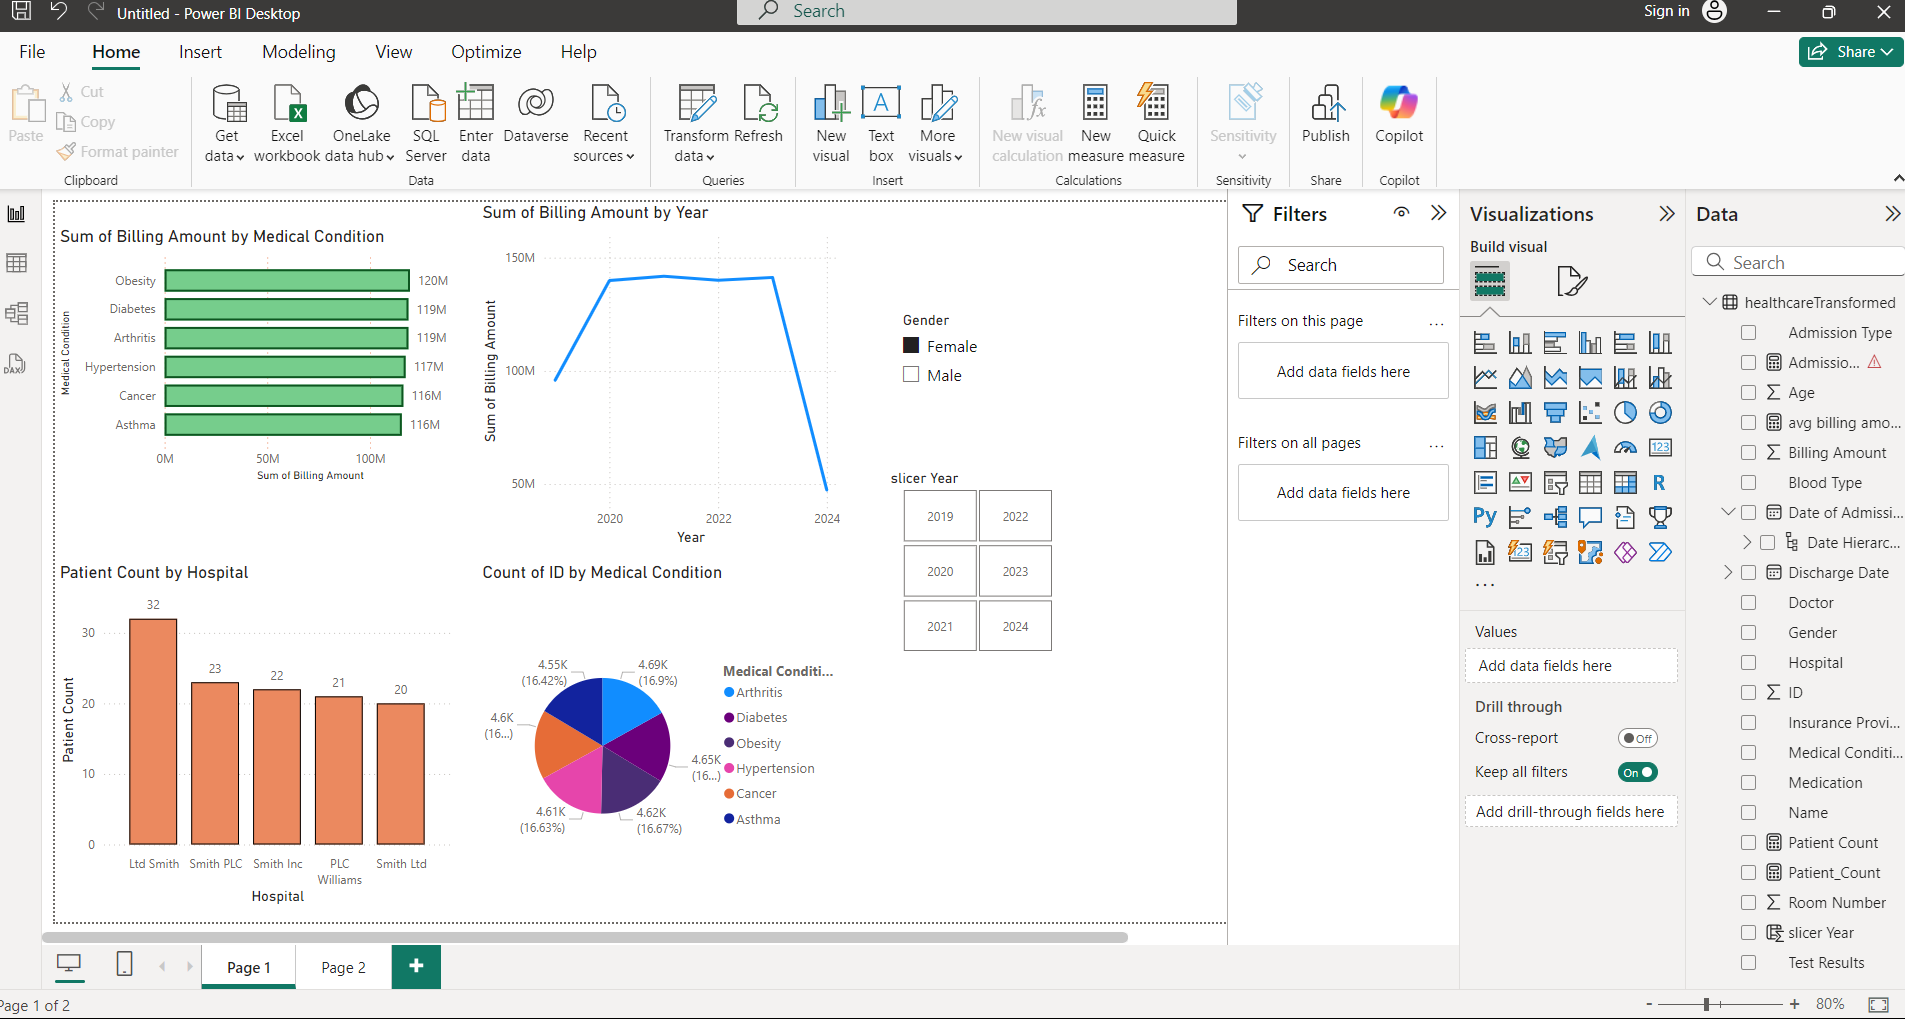 Untitled - Power BI Desktop
Search
Sign in
File
Home
Insert
Modeling
View
Optimize
Help
Share
Paste
Cut
Copy
Format painter
Clipboard
Get data
Excel workbook
OneLake data hub
SQL Server
Enter data
Dataverse
Recent sources
Data
Transform data
Refresh
Queries
New visual
Text box
More visuals
Insert
New visual calculation
New measure
Quick measure
Calculations
Sensitivity
Sensitivity
Publish
Share
Copilot
Copilot
Sum of Billing Amount by Medical Condition
Medical Condition
Obesity
120M
Diabetes
119M
Arthritis
119M
Hypertension
117M
Cancer
116M
Asthma
116M
0M
50M
100M
Sum of Billing Amount
Sum of Billing Amount by Year
Sum of Billing Amount
150M
100M
50M
2020
2022
2024
Year
Gender
Female
Male
slicer Year
2019
2022
2020
2023
2021
2024
Patient Count by Hospital
Patient Count
30
20
10
0
32
23
22
21
20
Ltd Smith
Smith PLC
Smith Inc
PLC Williams
Smith Ltd
Hospital
Count of ID by Medical Condition
4.55K (16.42%)
4.69K (16.9%)
4.6K (16...)
4.65K (16...)
4.61K (16.63%)
4.62K (16.67%)
Medical Conditi...
Arthritis
Diabetes
Obesity
Hypertension
Cancer
Asthma
Filters
Search
Filters on this page
...
Add data fields here
Filters on all pages
...
Add data fields here
Visualizations
Build visual
123
R
Py
123
...
Values
Add data fields here
Drill through
Cross-report
Off
Keep all filters
On
Add drill-through fields here
Data
Search
healthcareTransformed
Admission Type
Admissio...
Age
avg billing amo...
Billing Amount
Blood Type
Date of Admissi...
Date Hierarc...
Discharge Date
Doctor
Gender
Hospital
ID
Insurance Provi...
Medical Conditi...
Medication
Name
Patient Count
Patient_Count
Room Number
slicer Year
Test Results
Page 1
Page 2
Page 1 of 2
80%